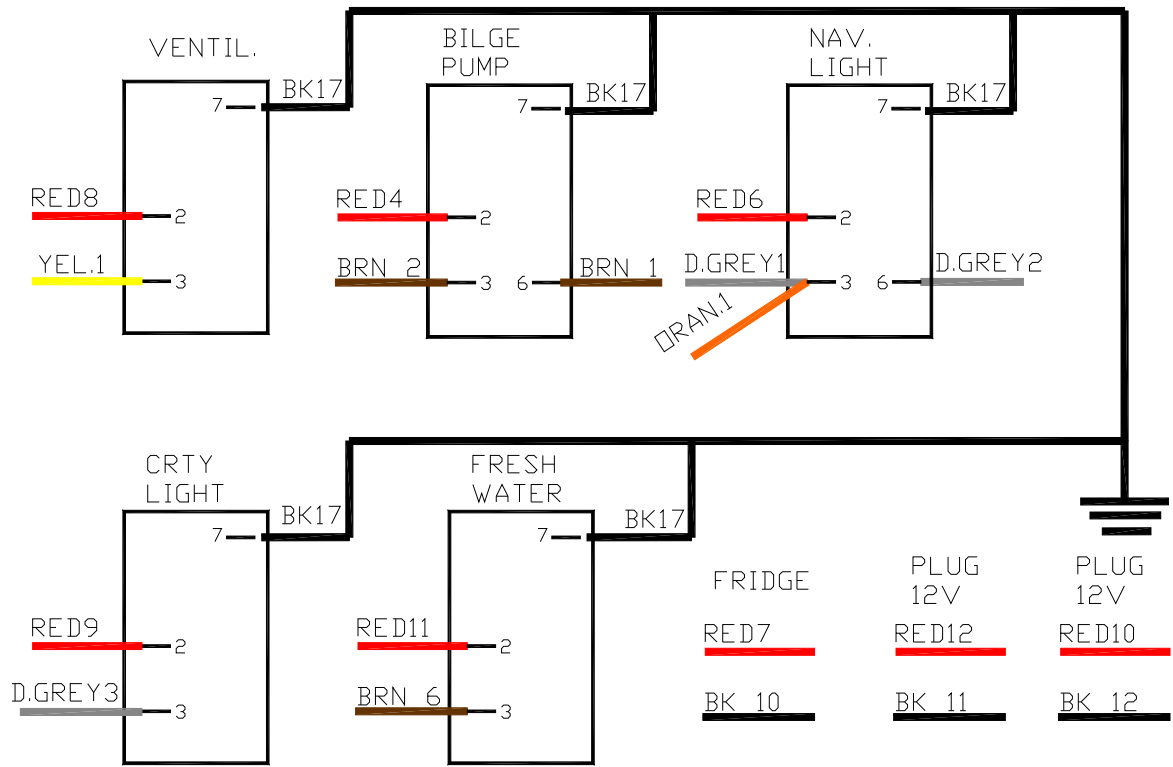 VENTIL.
7
BK17
RED8
2
YEL.1
3
BILGE
PUMP
7
BK17
RED4
2
BRN 2
3
6
BRN 1
NAV.
LIGHT
7
BK17
RED6
2
D.GREY1
3
6
D.GREY2
ORAN.1
CRTY
LIGHT
7
BK17
RED9
2
D.GREY3
3
FRESH
WATER
7
BK17
RED11
2
BRN 6
3
FRIDGE
RED7
BK 10
PLUG
12V
RED12
BK 11
PLUG
12V
RED10
BK 12